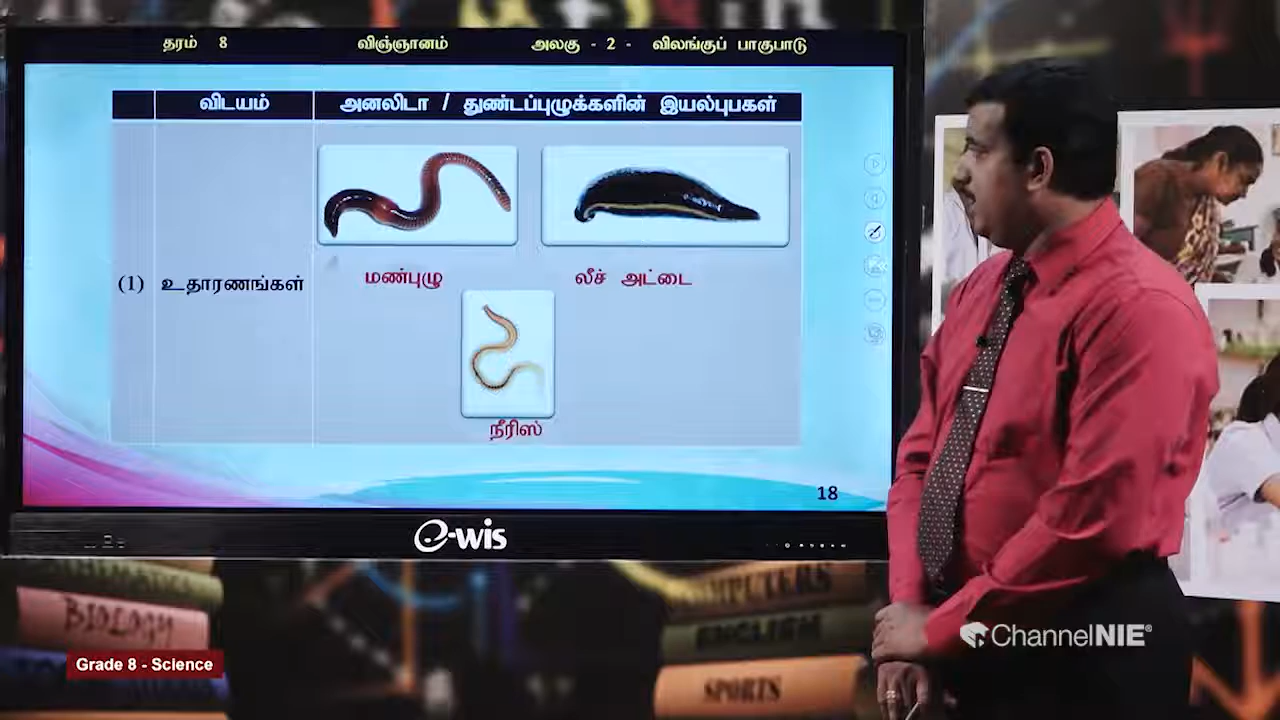 தரம் 8 விஞ்ஞானம் அலகு - 2 - விலங்குப் பாகுபாடு
விடயம் அனலிடா / துண்டப்புழுக்களின் இயல்புபகள்
(1) உதாரணங்கள்
மண்புழு லீச் அட்டை
நீரிஸ்
18
e-wis
BIOLOGY
COMPUTERS
ENGLISH
SPORTS
Grade 8 - Science
ChannelNIE®